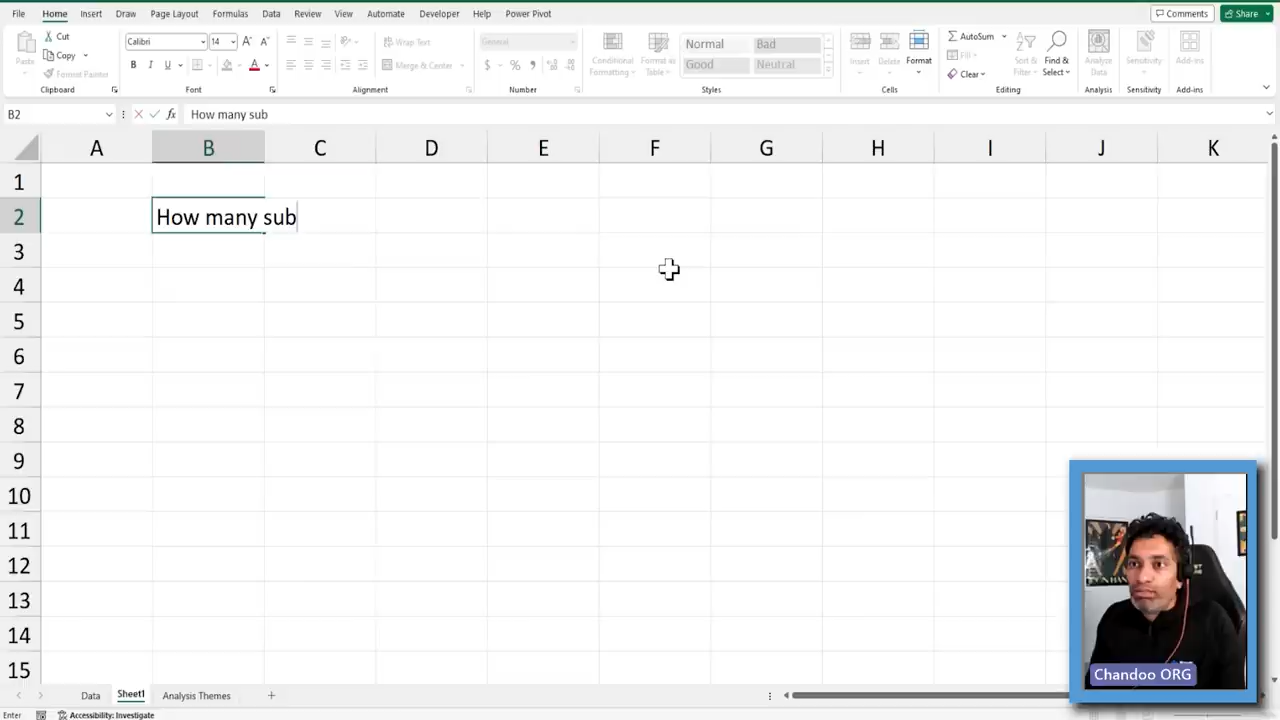 File Home Insert Draw Page Layout Formulas Data Review View Automate Developer Help Power Pivot Comments Share
Paste Cut Copy Format Painter Clipboard
Calibri 14 B I U A Font
Wrap Text Merge & Center Alignment
General $ % Number
Conditional Formatting Format as Table Normal Bad Good Neutral Styles
Insert Delete Format Cells
AutoSum Fill Clear Sort & Filter Find & Select Editing
Analyze Data Analysis
Sensitivity Sensitivity
Add-ins Add-ins
B2 fx How many sub
A B C D E F G H I J K
1
2 How many sub
3
4
5
6
7
8
9
10
11
12
13
14
15
Chandoo ORG
Data Sheet1 Analysis Themes
Enter Accessibility: Investigate